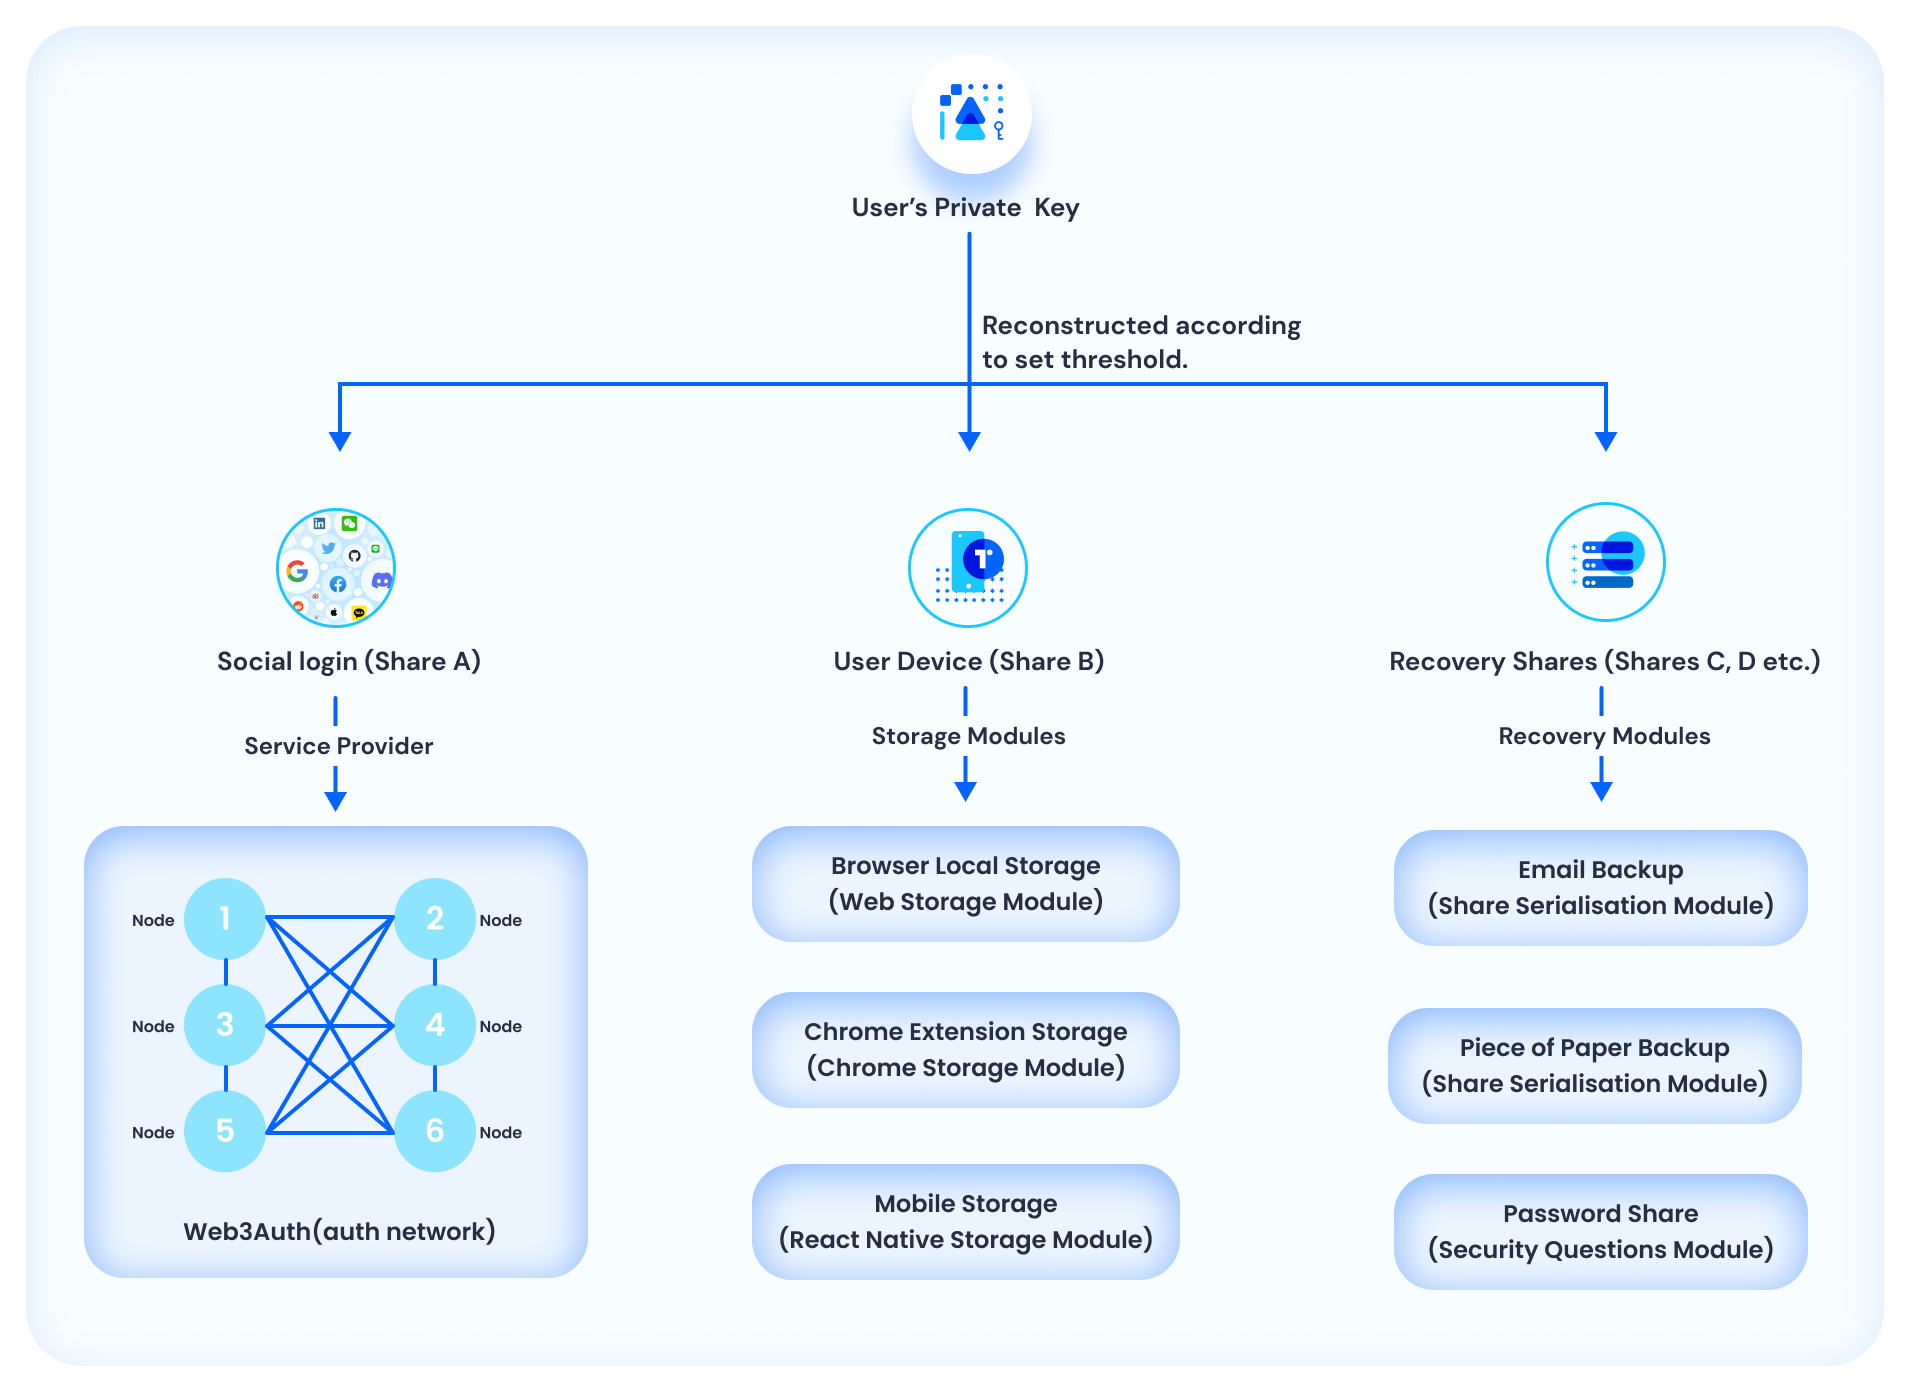 User’s Private Key
Reconstructed according
to set threshold.
Social login (Share A)
User Device (Share B)
Recovery Shares (Shares C, D etc.)
Service Provider
Storage Modules
Recovery Modules
Node 1 2 Node
Node 3 4 Node
Node 5 6 Node
Web3Auth(auth network)
Browser Local Storage
(Web Storage Module)
Chrome Extension Storage
(Chrome Storage Module)
Mobile Storage
(React Native Storage Module)
Email Backup
(Share Serialisation Module)
Piece of Paper Backup
(Share Serialisation Module)
Password Share
(Security Questions Module)